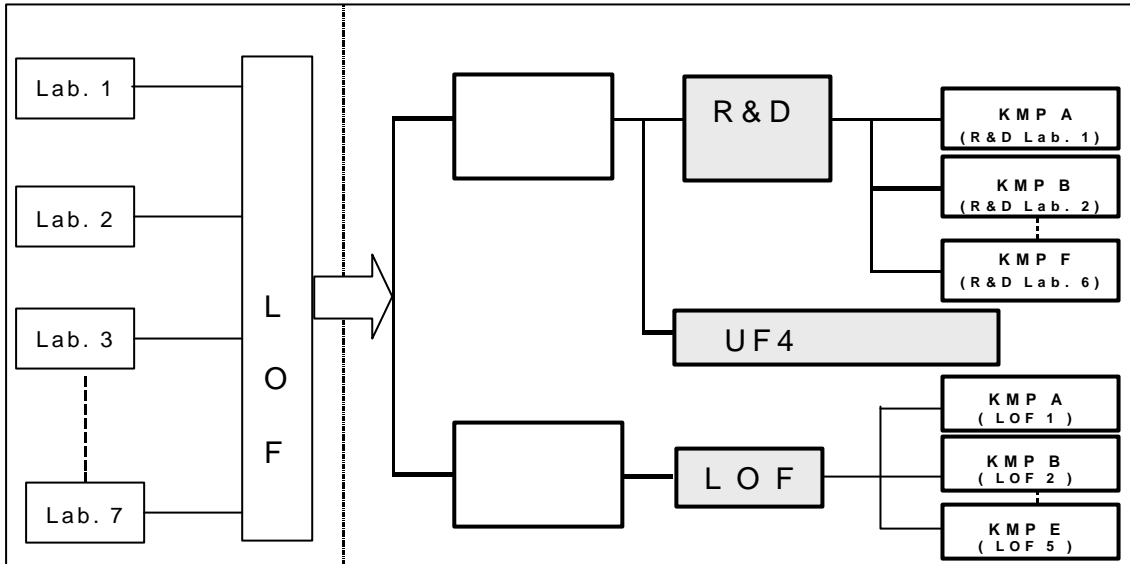 Lab. 1
Lab. 2
Lab. 3
Lab. 7
L
O
F
R&D
UF4
LOF
KMP A
(R&D Lab. 1)
KMP B
(R&D Lab. 2)
KMP F
(R&D Lab. 6)
KMP A
( LOF 1 )
KMP B
( LOF 2 )
KMP E
( LOF 5 )